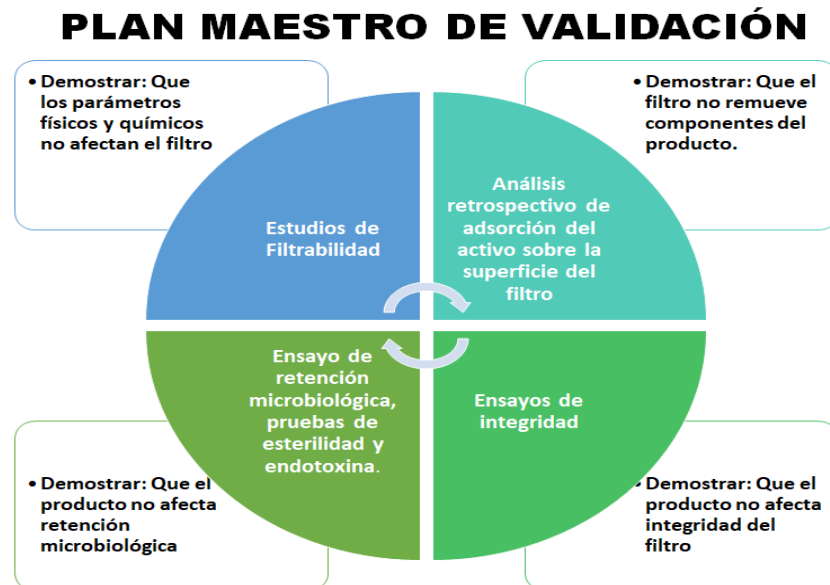 PLAN MAESTRO DE VALIDACIÓN
• Demostrar: Que
los parámetros
físicos y químicos
no afectan el filtro
• Demostrar: Que el
filtro no remueve
componentes del
producto.
Estudios de
Filtrabilidad
Análisis
retrospectivo de
adsorción del
activo sobre la
superficie del
filtro
Ensayo de
retención
microbiológica,
pruebas de
esterilidad y
endotoxina.
Ensayos de
integridad
• Demostrar: Que el
producto no afecta
retención
microbiológica
• Demostrar: Que el
producto no afecta
integridad del
filtro